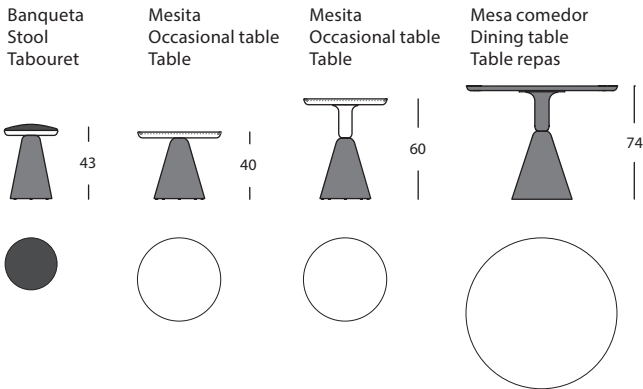 Banqueta
Stool
Tabouret
Mesita
Occasional table
Table
Mesita
Occasional table
Table
Mesa comedor
Dining table
Table repas
43
40
60
74